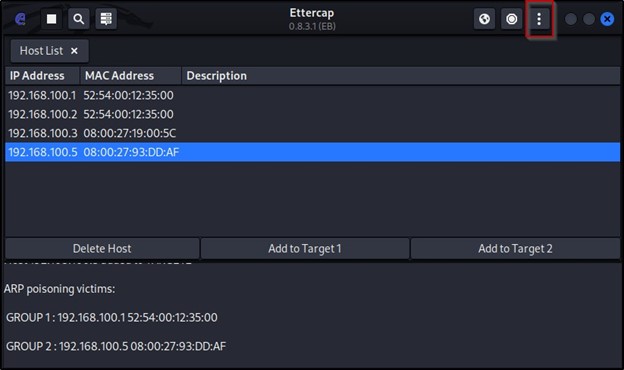 Ettercap
0.8.3.1 (EB)
Host List ×
IP Address MAC Address Description
192.168.100.1 52:54:00:12:35:00
192.168.100.2 52:54:00:12:35:00
192.168.100.3 08:00:27:19:00:5C
192.168.100.5 08:00:27:93:DD:AF
Delete Host Add to Target 1 Add to Target 2
ARP poisoning victims:
GROUP 1 : 192.168.100.1 52:54:00:12:35:00
GROUP 2 : 192.168.100.5 08:00:27:93:DD:AF